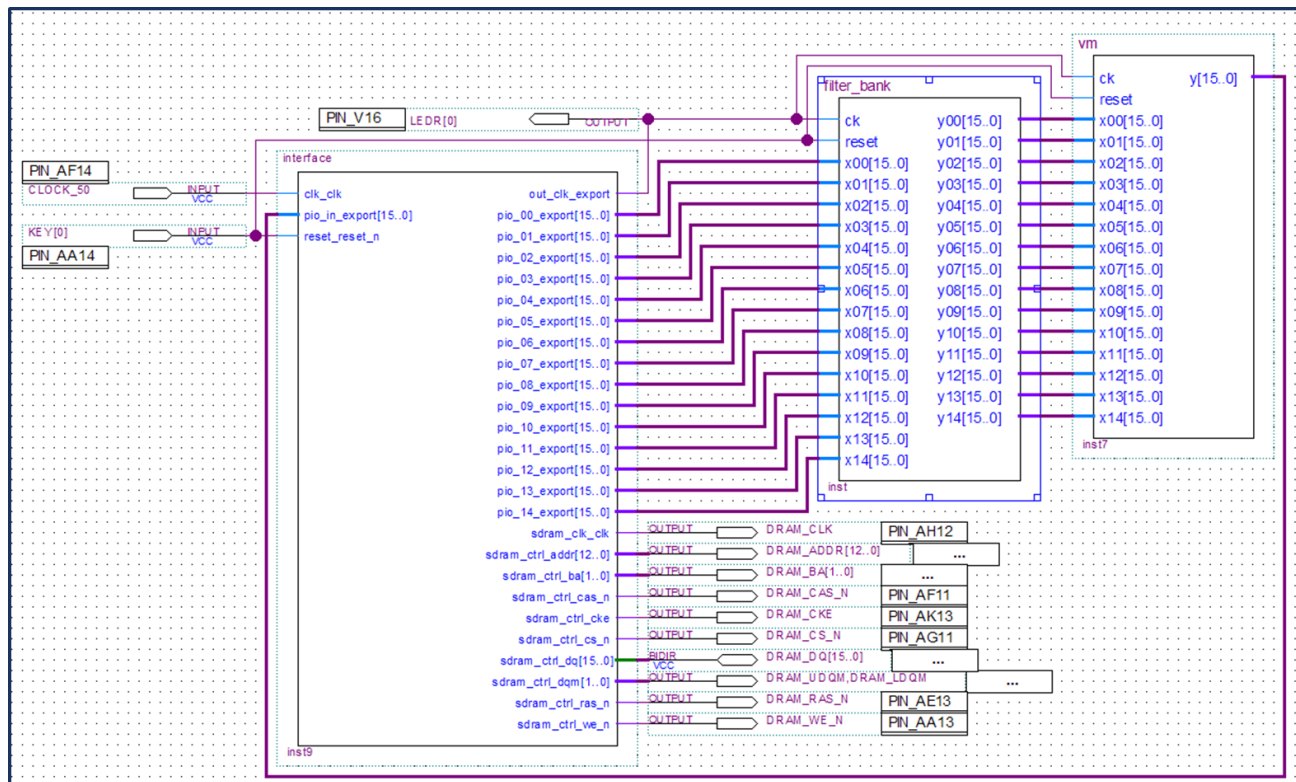 vm
ck y[15..0]
reset
x00[15..0]
x01[15..0]
x02[15..0]
x03[15..0]
x04[15..0]
x05[15..0]
x06[15..0]
x07[15..0]
x08[15..0]
x09[15..0]
x10[15..0]
x11[15..0]
x12[15..0]
x13[15..0]
x14[15..0]
inst7
filter_bank
ck y00[15..0]
reset y01[15..0]
x00[15..0] y02[15..0]
x01[15..0] y03[15..0]
x02[15..0] y04[15..0]
x03[15..0] y05[15..0]
x04[15..0] y06[15..0]
x05[15..0] y07[15..0]
x06[15..0] y08[15..0]
x07[15..0] y09[15..0]
x08[15..0] y10[15..0]
x09[15..0] y11[15..0]
x10[15..0] y12[15..0]
x11[15..0] y13[15..0]
x12[15..0] y14[15..0]
x13[15..0]
x14[15..0]
inst
PIN_V16 LEDR[0] OUTPUT
PIN_AF14
CLOCK_50 INPUT
VCC
KEY[0] INPUT
VCC
PIN_AA14
interface
clk_clk out_clk_export
pio_in_export[15..0] pio_00_export[15..0]
reset_reset_n pio_01_export[15..0]
pio_02_export[15..0]
pio_03_export[15..0]
pio_04_export[15..0]
pio_05_export[15..0]
pio_06_export[15..0]
pio_07_export[15..0]
pio_08_export[15..0]
pio_09_export[15..0]
pio_10_export[15..0]
pio_11_export[15..0]
pio_12_export[15..0]
pio_13_export[15..0]
pio_14_export[15..0]
sdram_clk_clk OUTPUT DRAM_CLK PIN_AH12
sdram_ctrl_addr[12..0] OUTPUT DRAM_ADDR[12..0] ...
sdram_ctrl_ba[1..0] OUTPUT DRAM_BA[1..0] ...
sdram_ctrl_cas_n OUTPUT DRAM_CAS_N PIN_AF11
sdram_ctrl_cke OUTPUT DRAM_CKE PIN_AK13
sdram_ctrl_cs_n OUTPUT DRAM_CS_N PIN_AG11
sdram_ctrl_dq[15..0] BIDIR DRAM_DQ[15..0] ...
VCC
sdram_ctrl_dqm[1..0] OUTPUT DRAM_UDQM,DRAM_LDQM ...
sdram_ctrl_ras_n OUTPUT DRAM_RAS_N PIN_AE13
sdram_ctrl_we_n OUTPUT DRAM_WE_N PIN_AA13
inst9